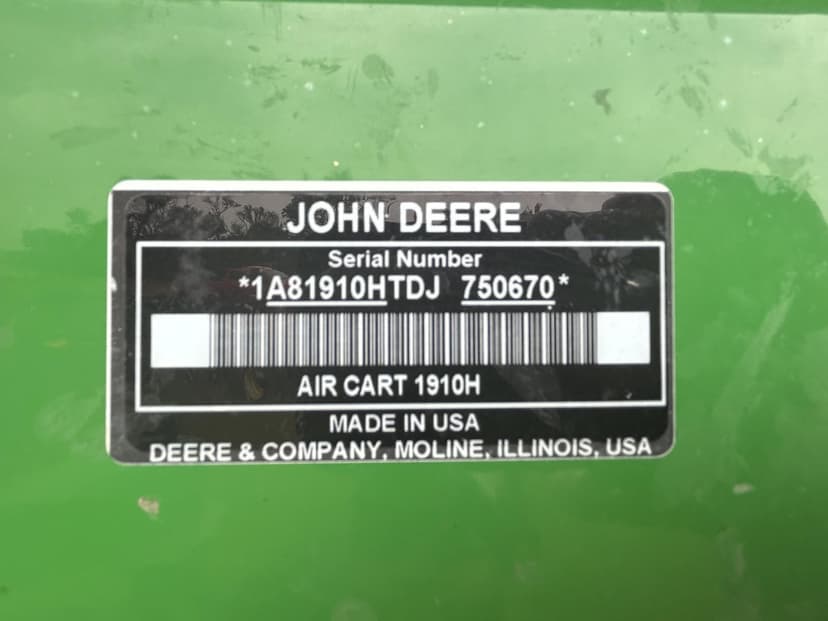 JOHN DEERE
Serial Number
*1A81910HTDJ 750670*
AIR CART 1910H
MADE IN USA
DEERE & COMPANY, MOLINE, ILLINOIS, USA